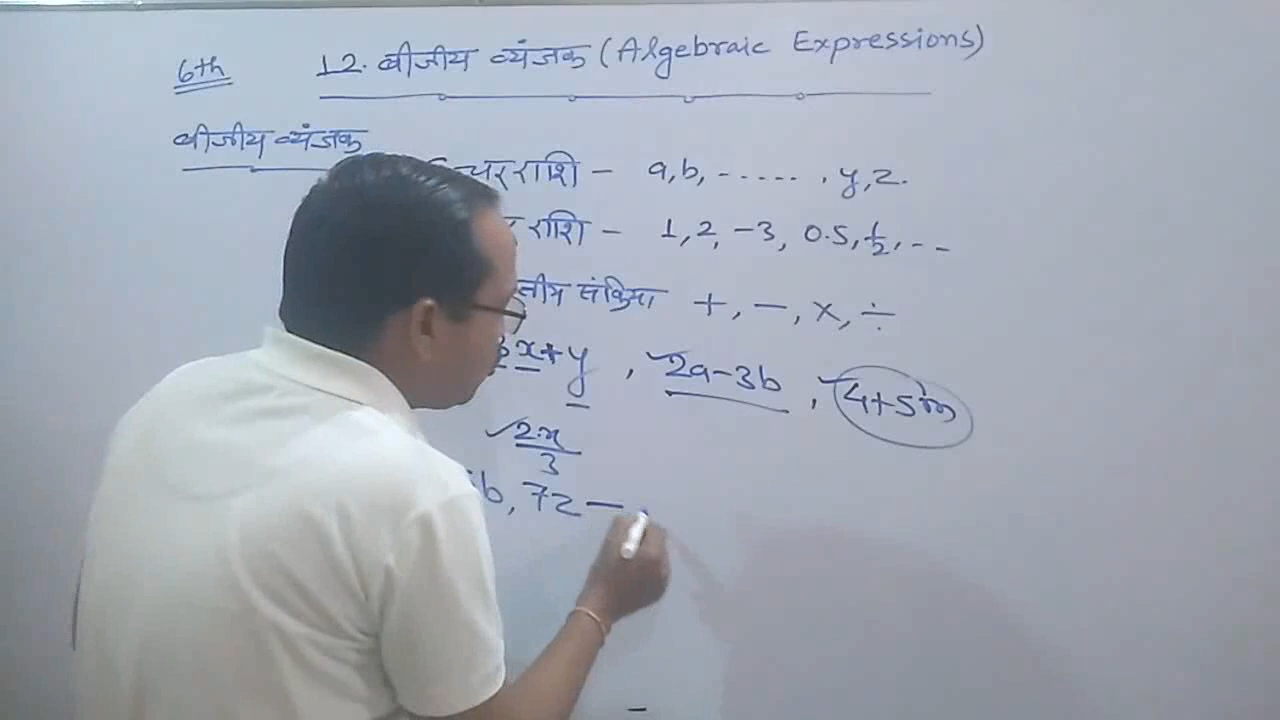 6th 12. बीजीय व्यंजक (Algebraic Expressions)
बीजीय व्यंजक
चर राशि - a, b, ------, y, z.
राशि - 1, 2, -3, 0.5, 1/2, ---
+, -, ×, ÷
x+y, 2a-3b, 4+5m
2x/3
b, 7z -